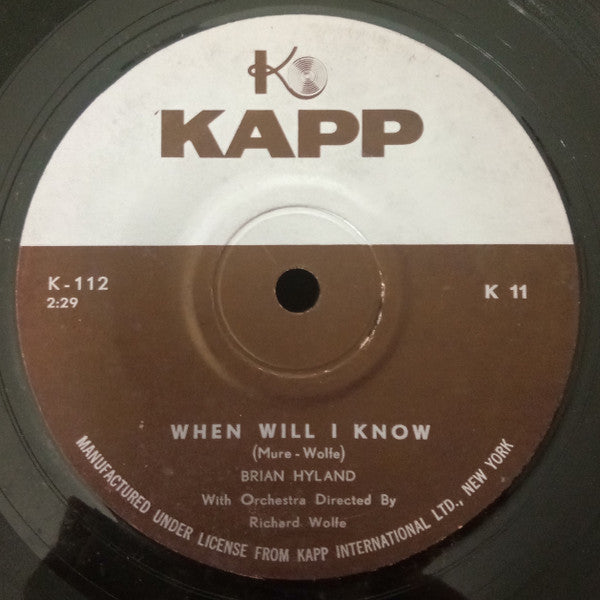 K
KAPP
K-112
2:29
K 11
WHEN WILL I KNOW
(Mure - Wolfe)
BRIAN HYLAND
With Orchestra Directed By
Richard Wolfe
MANUFACTURED UNDER LICENSE FROM KAPP INTERNATIONAL LTD., NEW YORK